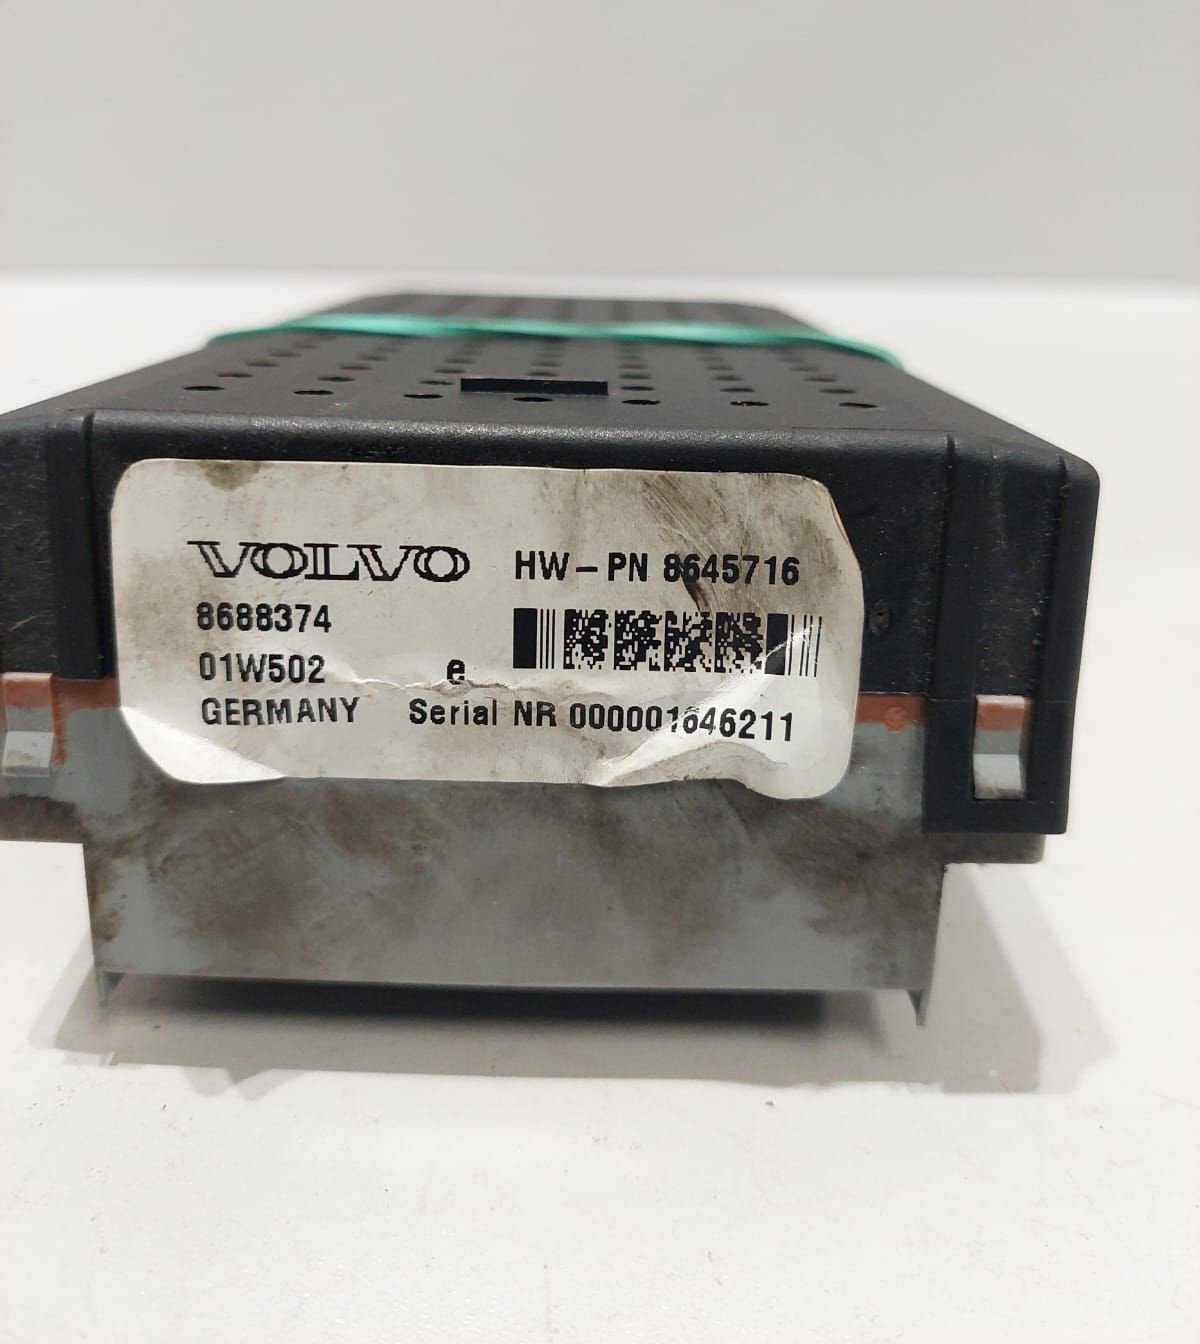 VOLVO HW-PN 8645716
8688374
01W502 e
GERMANY Serial NR 000001646211